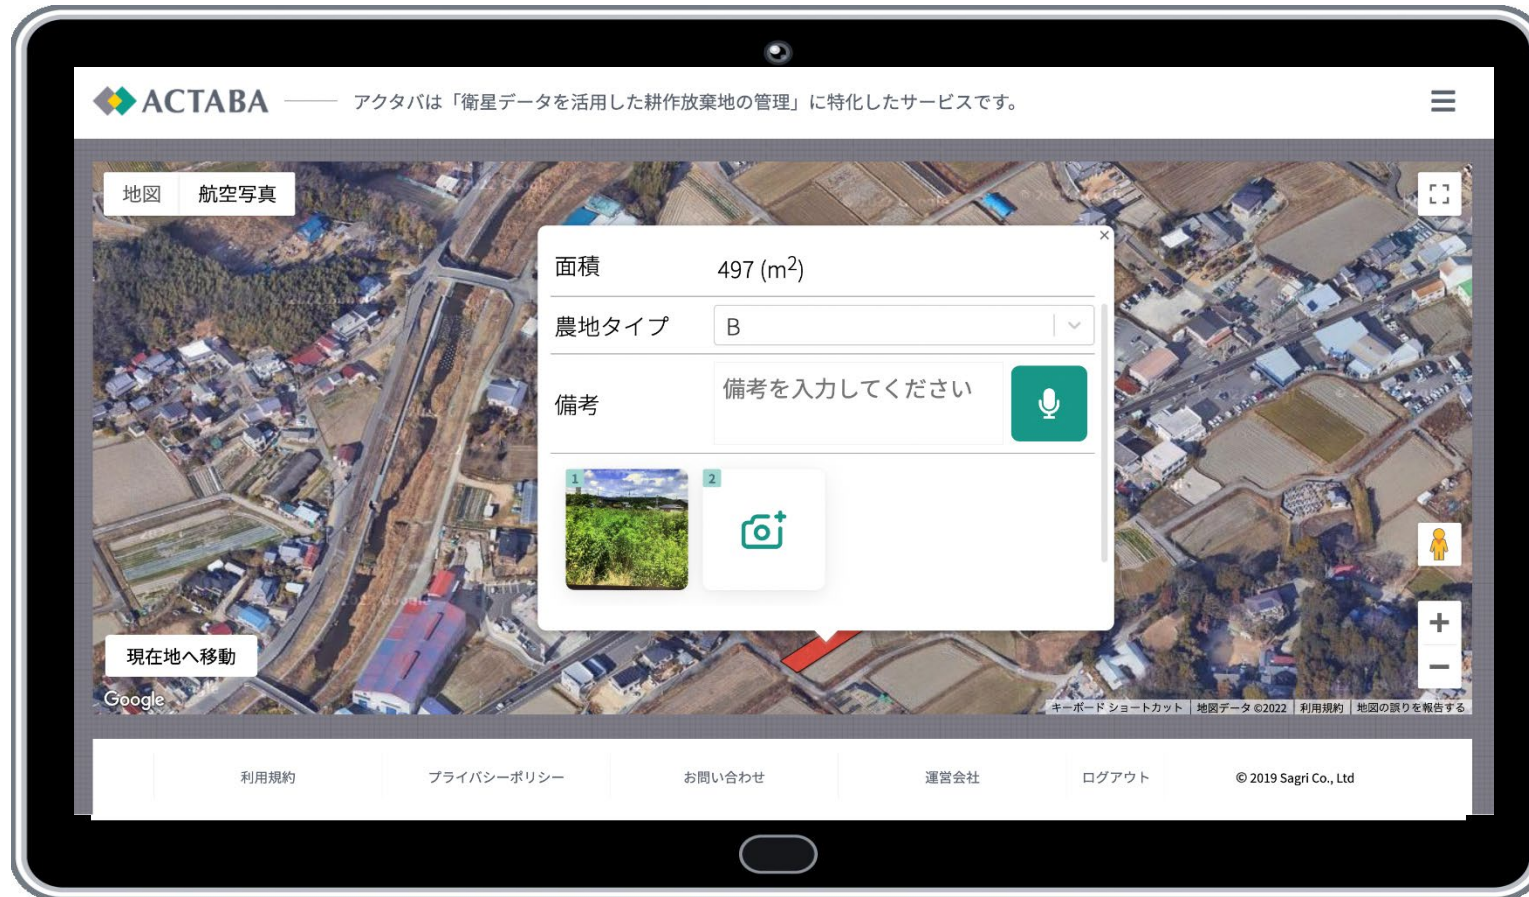 ACTABA
アクタバは「衛星データを活用した耕作放棄地の管理」に特化したサービスです。
地図 航空写真
×
面積 497 (m²)
農地タイプ B
備考 備考を入力してください
1 2
現在地へ移動
Google
キーボード ショートカット 地図データ ©2022 利用規約 地図の誤りを報告する
利用規約 プライバシーポリシー お問い合わせ 運営会社 ログアウト © 2019 Sagri Co., Ltd